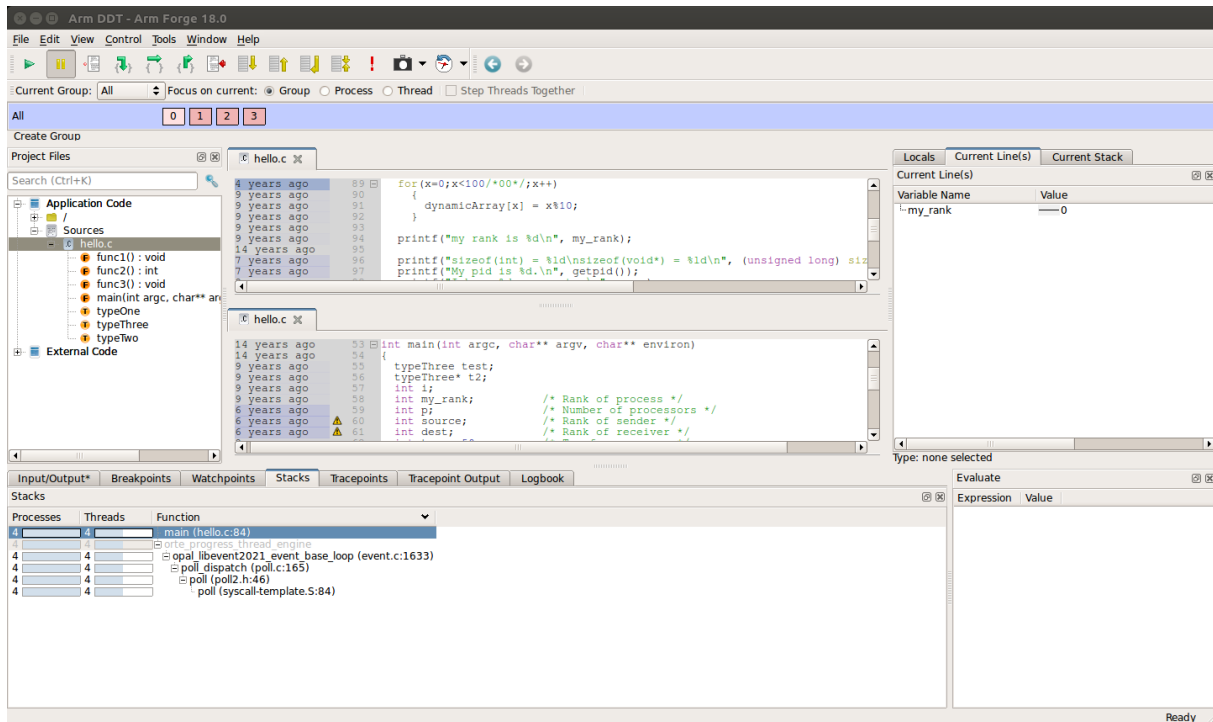 Arm DDT - Arm Forge 18.0
File Edit View Control Tools Window Help
Current Group: All Focus on current: Group Process Thread Step Threads Together
All 0 1 2 3
Create Group
Project Files
Search (Ctrl+K)
Application Code
/
Sources
hello.c
func1() : void
func2() : int
func3() : void
main(int argc, char** ar
typeOne
typeThree
typeTwo
External Code
hello.c
4 years ago 89 for(x=0;x<100/*00*/;x++)
9 years ago 90 {
9 years ago 91 dynamicArray[x] = x%10;
9 years ago 92 }
9 years ago 93
9 years ago 94 printf("my rank is %d\n", my_rank);
14 years ago 95
7 years ago 96 printf("sizeof(int) = %ld\nsizeof(void*) = %ld\n", (unsigned long) siz
7 years ago 97 printf("My pid is %d.\n", getpid());
hello.c
14 years ago 53 int main(int argc, char** argv, char** environ)
14 years ago 54 {
9 years ago 55 typeThree test;
9 years ago 56 typeThree* t2;
9 years ago 57 int i;
9 years ago 58 int my_rank; /* Rank of process */
6 years ago 59 int p; /* Number of processors */
6 years ago 60 int source; /* Rank of sender */
6 years ago 61 int dest; /* Rank of receiver */
Locals Current Line(s) Current Stack
Current Line(s)
Variable Name Value
my_rank 0
Type: none selected
Input/Output* Breakpoints Watchpoints Stacks Tracepoints Tracepoint Output Logbook
Stacks
Processes Threads Function
4 4 main (hello.c:84)
4 4 orte_progress_thread_engine
4 4 opal_libevent2021_event_base_loop (event.c:1633)
4 4 poll_dispatch (poll.c:165)
4 4 poll (poll2.h:46)
4 4 poll (syscall-template.S:84)
Evaluate
Expression Value
Ready